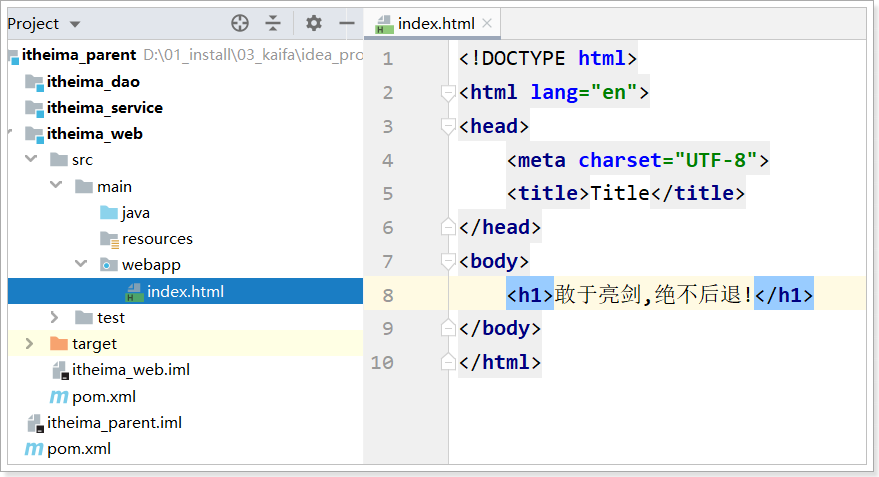 Project
itheima_parent D:\01_install\03_kaifa\idea_pro
itheima_dao
itheima_service
itheima_web
src
main
java
resources
webapp
index.html
test
target
itheima_web.iml
pom.xml
itheima_parent.iml
pom.xml
index.html
1 <!DOCTYPE html>
2 <html lang="en">
3 <head>
4 <meta charset="UTF-8">
5 <title>Title</title>
6 </head>
7 <body>
8 <h1>敢于亮剑,绝不后退!</h1>
9 </body>
10 </html>